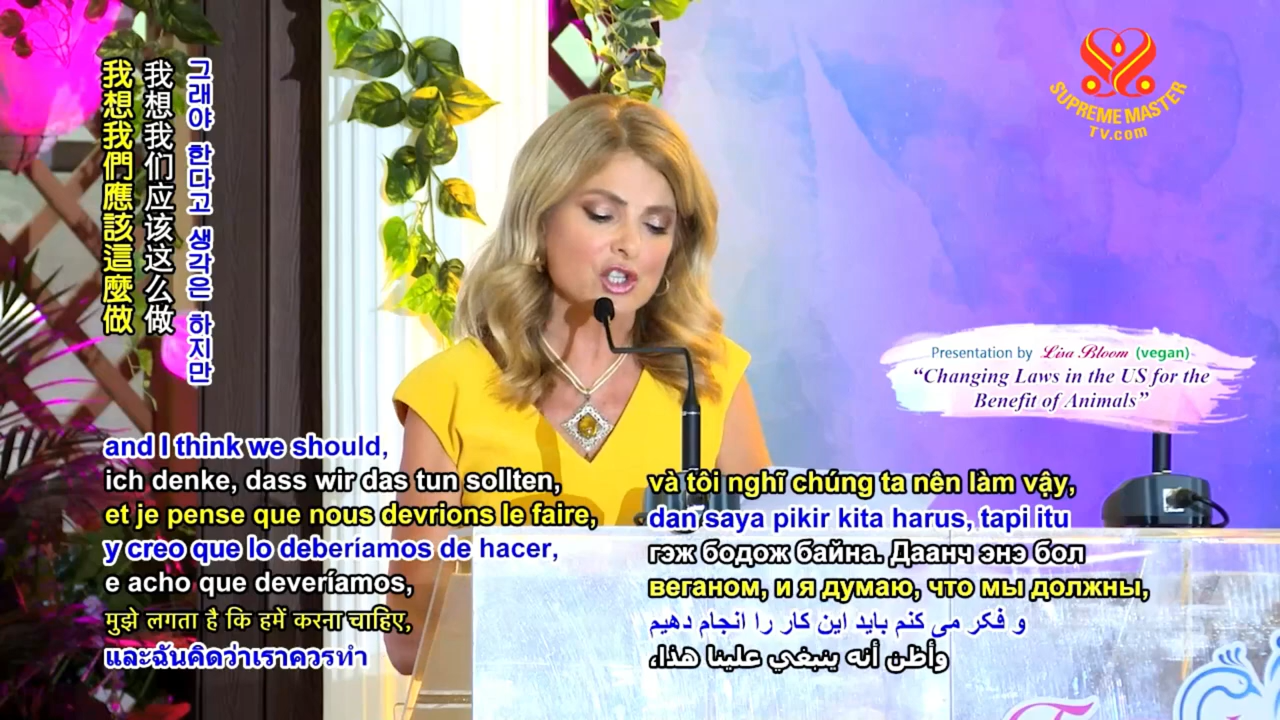 SUPREME MASTER
TV.com
그래야 한다고 생각은 하지만
我想我们应该这么做
我想我們應該這麼做
Presentation by Lisa Bloom (vegan)
“Changing Laws in the US for the
Benefit of Animals”
and I think we should,
ich denke, dass wir das tun sollten,
et je pense que nous devrions le faire,
y creo que lo deberíamos de hacer,
e acho que deveríamos,
मुझे लगता है कि हमें करना चाहिए,
และฉันคิดว่าเราควรทำ
và tôi nghĩ chúng ta nên làm vậy,
dan saya pikir kita harus, tapi itu
гэж бодож байна. Даанч энэ бол
веганом, и я думаю, что мы должны,
و فکر می کنم باید این کار را انجام دهیم
وأظن أنه ينبغي علينا هذا،